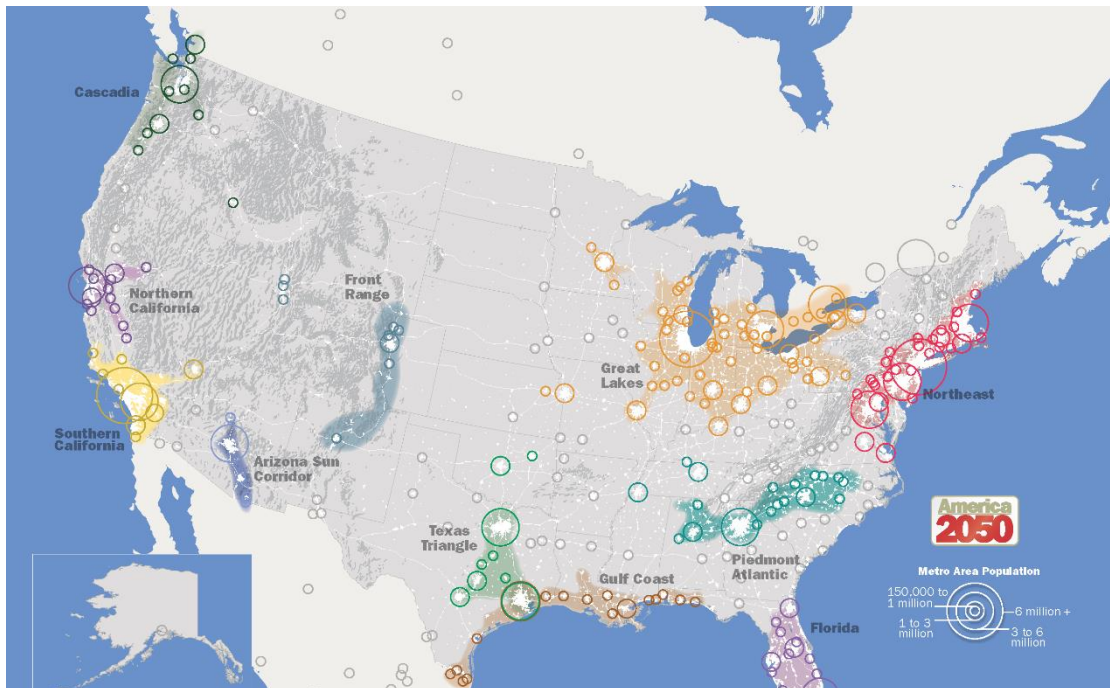 Cascadia
Northern
California
Southern
California
Arizona Sun
Corridor
Front
Range
Texas
Triangle
Gulf Coast
Great
Lakes
Northeast
Piedmont
Atlantic
Florida
America
2050
Metro Area Population
150.000 to
1 million
1 to 3
million
6 million +
3 to 6
million